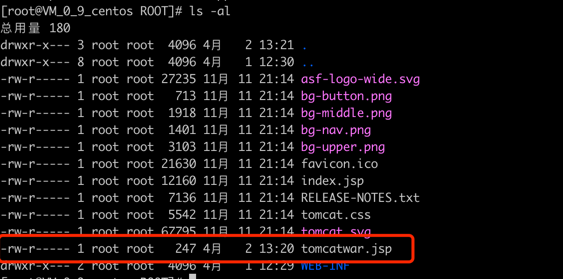 [root@VM_0_9_centos ROOT]# ls -al
总用量 180
drwxr-x--- 3 root root  4096 4月   2 13:21 .
drwxr-x--- 8 root root  4096 4月   1 12:30 ..
-rw-r----- 1 root root 27235 11月 11 21:14 asf-logo-wide.svg
-rw-r----- 1 root root   713 11月 11 21:14 bg-button.png
-rw-r----- 1 root root  1918 11月 11 21:14 bg-middle.png
-rw-r----- 1 root root  1401 11月 11 21:14 bg-nav.png
-rw-r----- 1 root root  3103 11月 11 21:14 bg-upper.png
-rw-r----- 1 root root 21630 11月 11 21:14 favicon.ico
-rw-r----- 1 root root 12160 11月 11 21:14 index.jsp
-rw-r----- 1 root root  7136 11月 11 21:14 RELEASE-NOTES.txt
-rw-r----- 1 root root  5542 11月 11 21:14 tomcat.css
-rw-r----- 1 root root 67795 11月 11 21:14 tomcat.svg
-rw-r----- 1 root root   247 4月   2 13:20 tomcatwar.jsp
drwxr-x--- 2 root root  4096 4月   1 12:29 WEB-INF